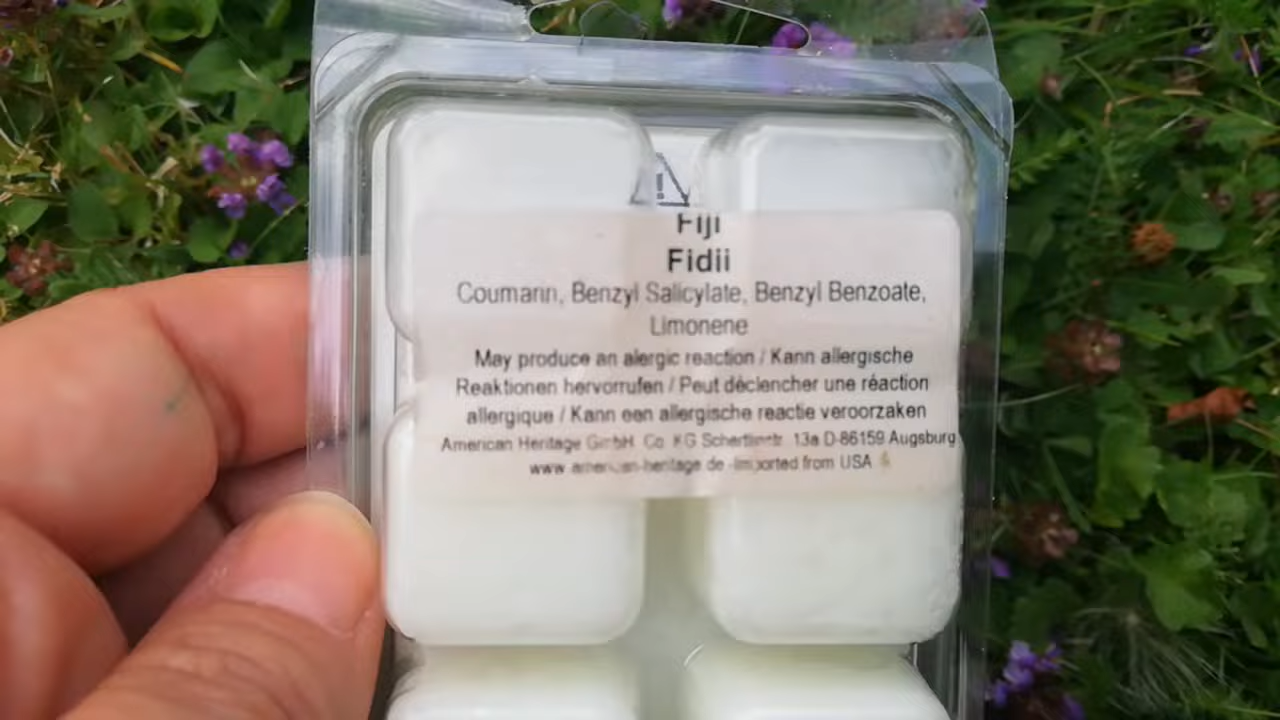 Fiji
Fidii
Coumarin, Benzyl Salicylate, Benzyl Benzoate,
Limonene
May produce an alergic reaction / Kann allergische
Reaktionen hervorrufen / Peut déclencher une réaction
allergique / Kann een allergische reactie veroorzaken
American Heritage GmbH Co KG 13a D-86159 Augsburg
www american-heritage de -Imported from USA